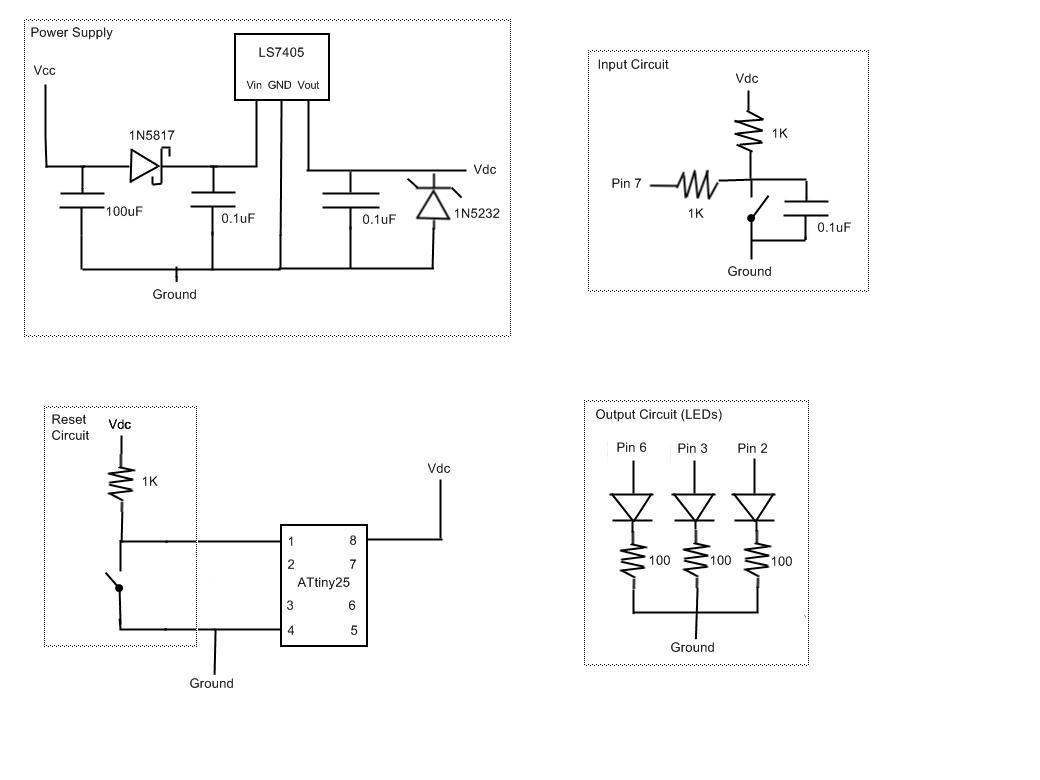 Power Supply
LS7405
Vin GND Vout
Vcc
1N5817
Vdc
100uF
0.1uF
0.1uF
1N5232
Ground
Input Circuit
Vdc
1K
Pin 7
1K
0.1uF
Ground
Reset
Circuit
Vdc
1K
Vdc
1 8
2 7
ATtiny25
3 6
4 5
Ground
Output Circuit (LEDs)
Pin 6 Pin 3 Pin 2
100 100 100
Ground